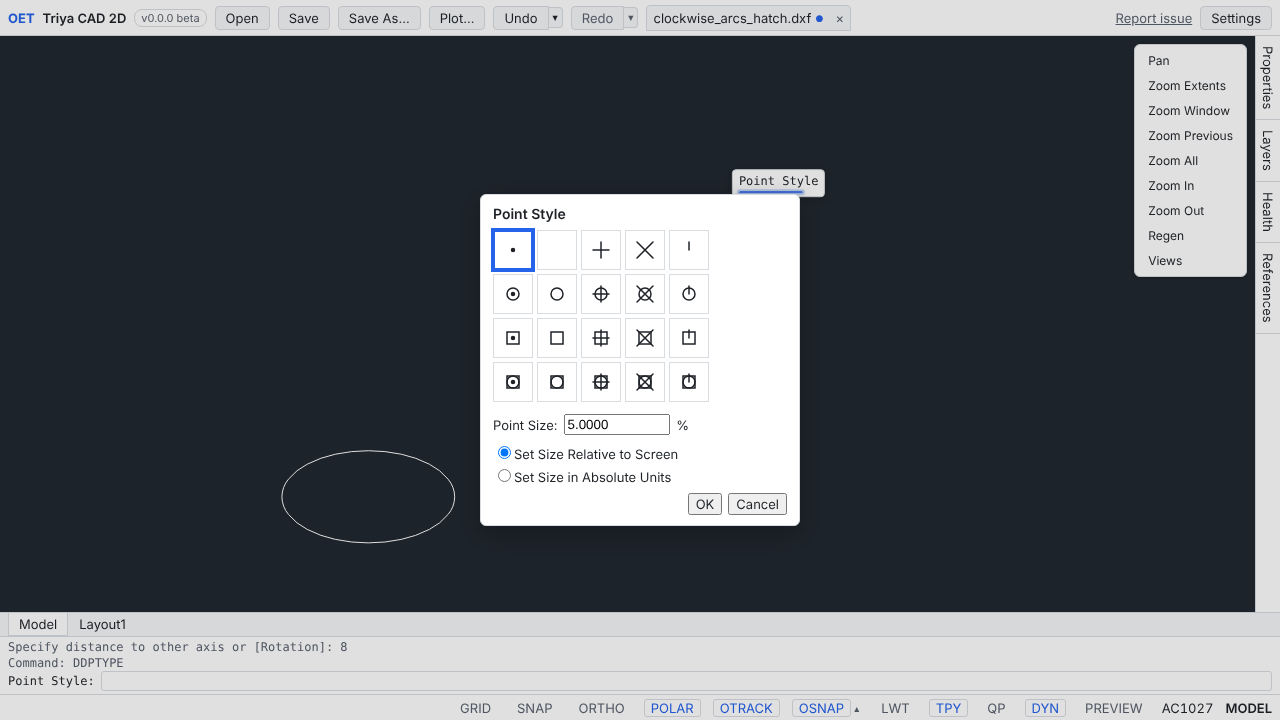 OET Triya CAD 2D v0.0.0 beta Open Save Save As... Plot... Undo ▾ Redo ▾ clockwise_arcs_hatch.dxf ● × Report issue Settings
Pan
Zoom Extents
Zoom Window
Zoom Previous
Zoom All
Zoom In
Zoom Out
Regen
Views
Properties
Layers
Health
References
Point Style
Point Style
Point Size: 5.0000 %
Set Size Relative to Screen
Set Size in Absolute Units
OK Cancel
Model Layout1
Specify distance to other axis or [Rotation]: 8
Command: DDPTYPE
Point Style:
GRID SNAP ORTHO POLAR OTRACK OSNAP ▴ LWT TPY QP DYN PREVIEW AC1027 MODEL